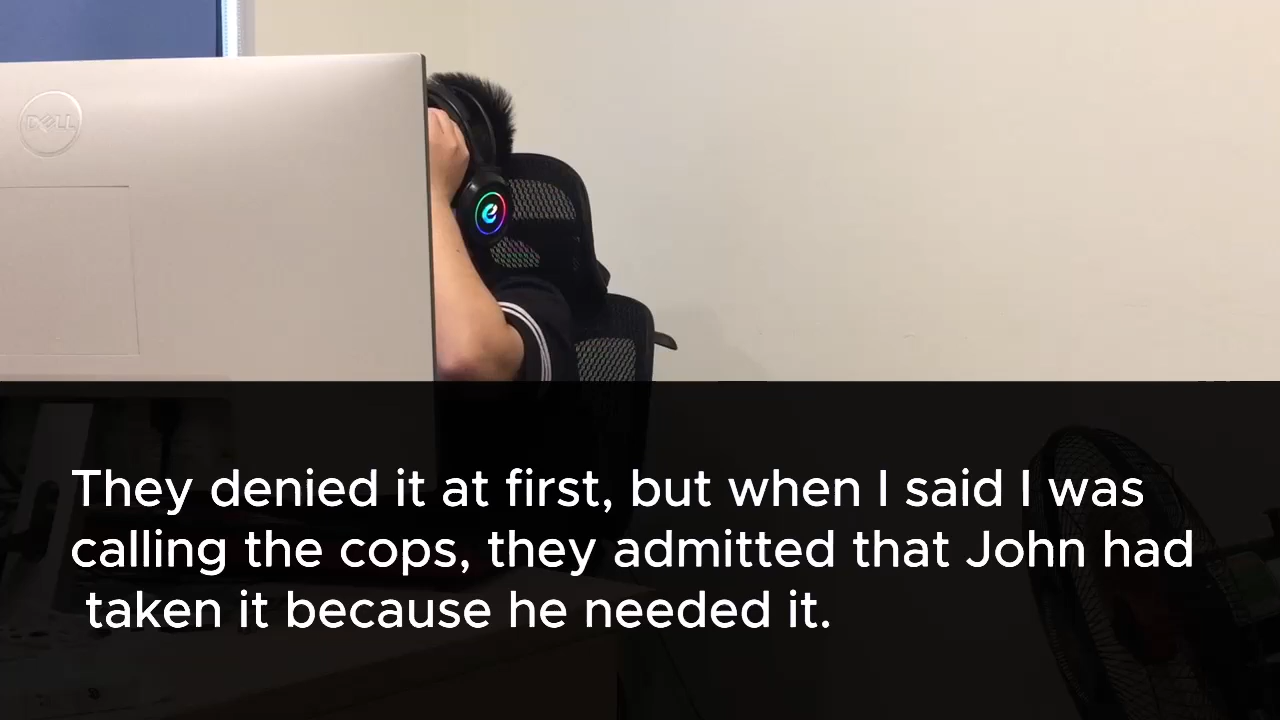 DELL
They denied it at first, but when I said I was
calling the cops, they admitted that John had
taken it because he needed it.